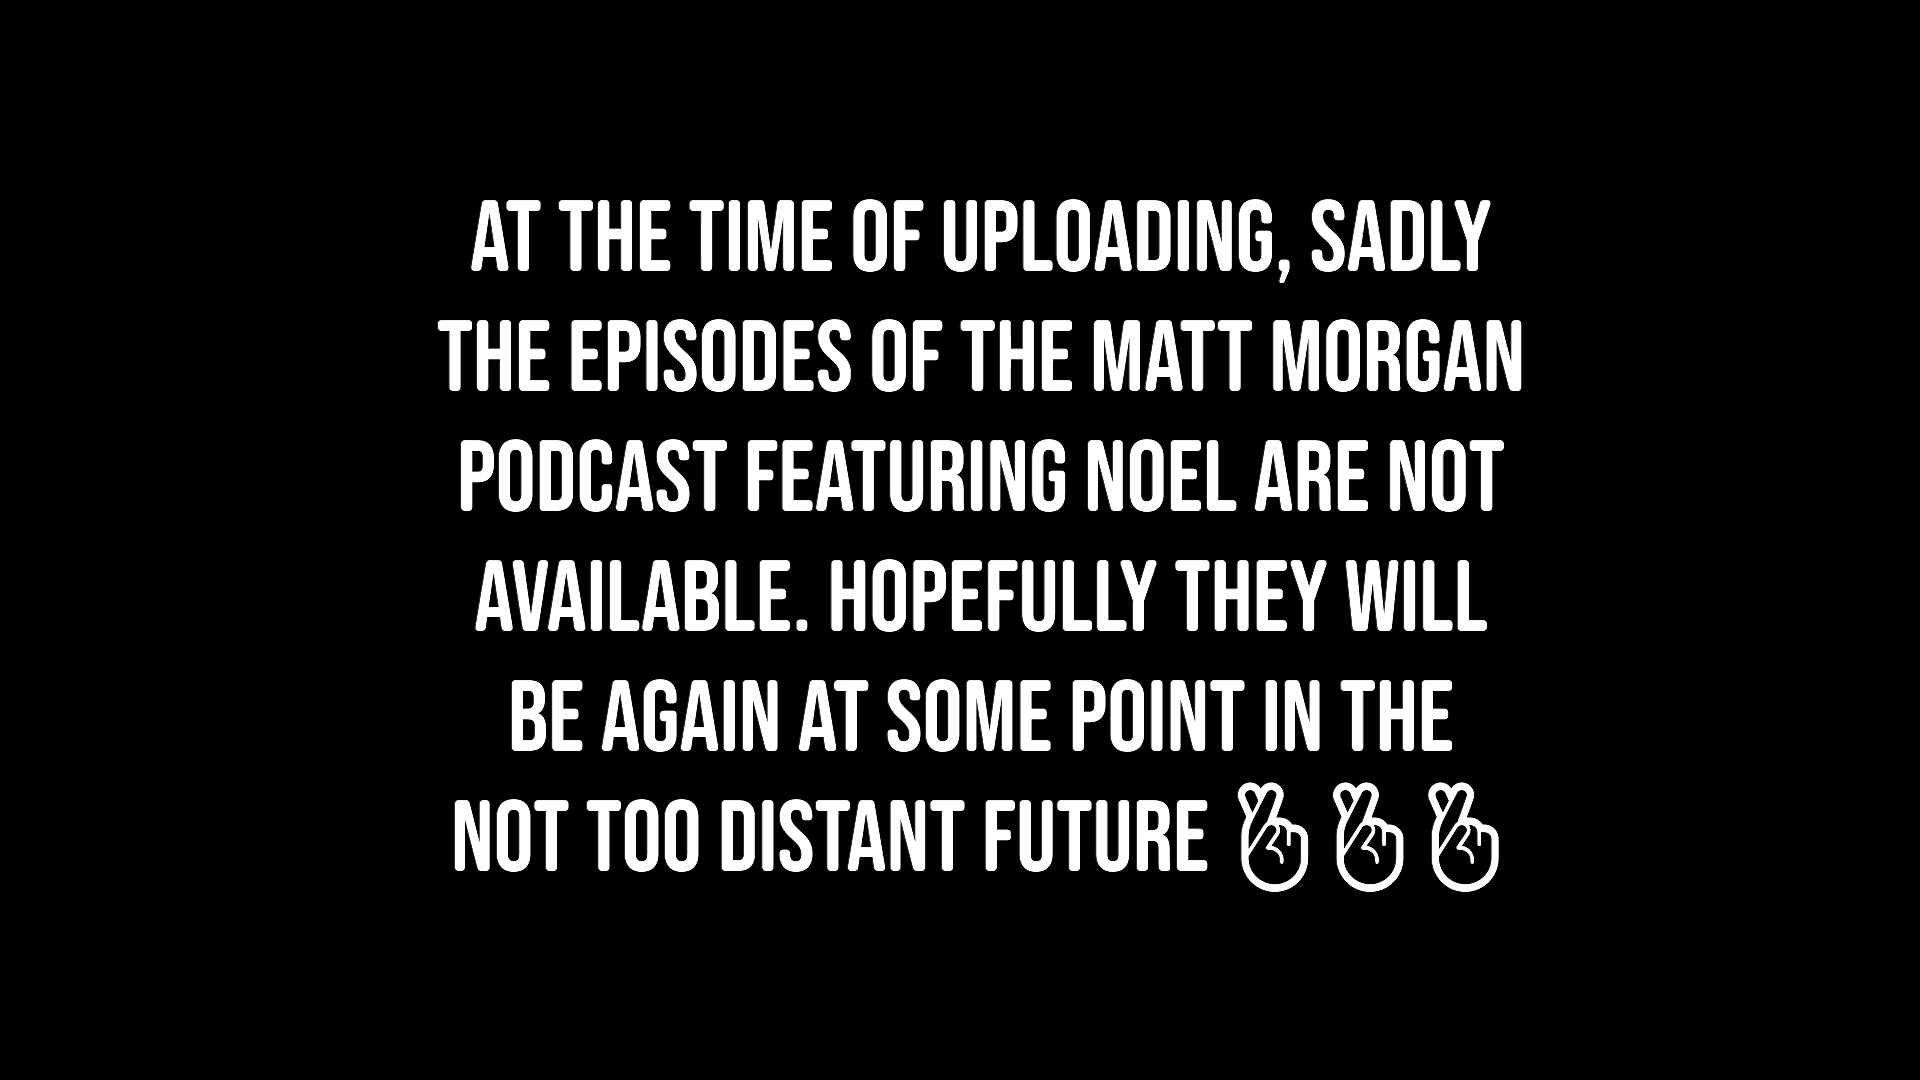 AT THE TIME OF UPLOADING, SADLY
THE EPISODES OF THE MATT MORGAN
PODCAST FEATURING NOEL ARE NOT
AVAILABLE. HOPEFULLY THEY WILL
BE AGAIN AT SOME POINT IN THE
NOT TOO DISTANT FUTURE 🤞🤞🤞